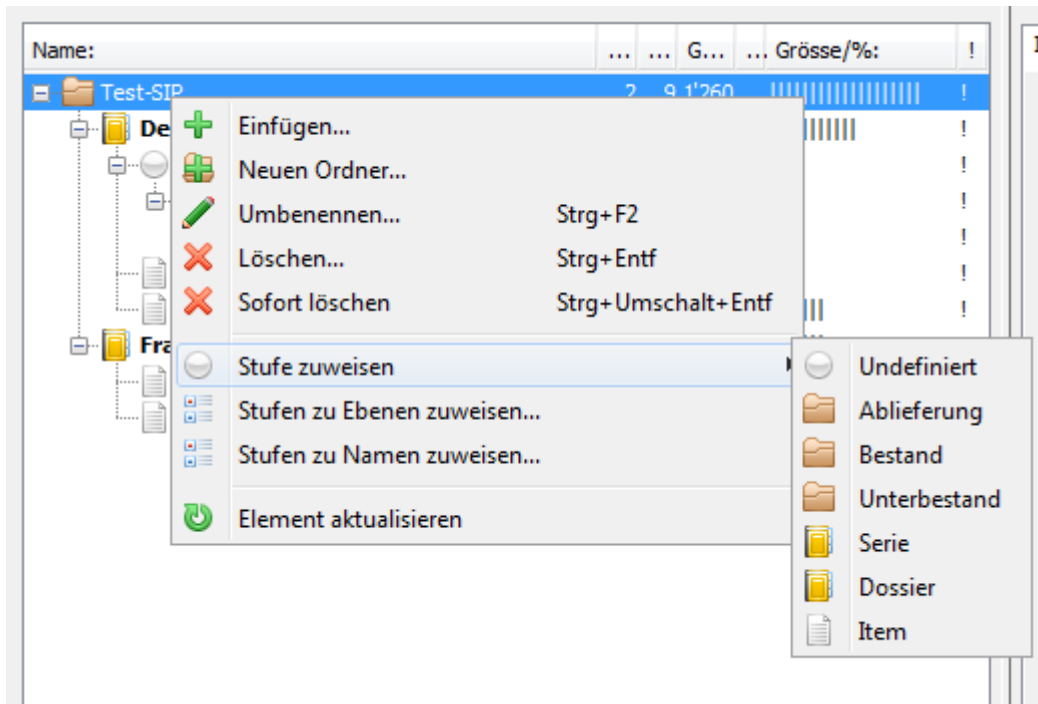 Name: ... ... G... ... Grösse/%: !
Test-SIP 2 9 1'260 !
De !
!
!
!
!
!
Fra
Einfügen...
Neuen Ordner...
Umbenennen... Strg+F2
Löschen... Strg+Entf
Sofort löschen Strg+Umschalt+Entf
Stufe zuweisen
Stufen zu Ebenen zuweisen...
Stufen zu Namen zuweisen...
Element aktualisieren
Undefiniert
Ablieferung
Bestand
Unterbestand
Serie
Dossier
Item